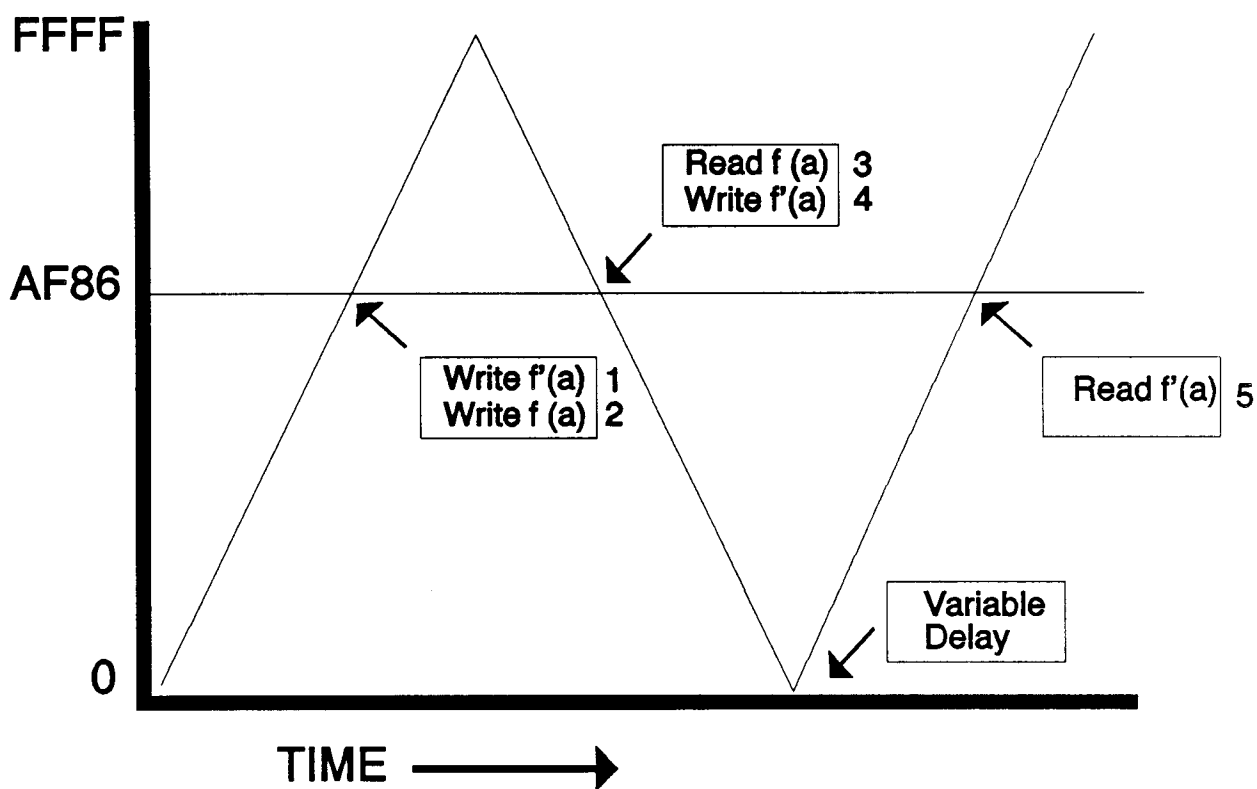 FFFF
Read f (a) 3
Write f'(a) 4
AF86
Write f'(a) 1
Write f (a) 2
Read f'(a) 5
Variable
Delay
0
TIME